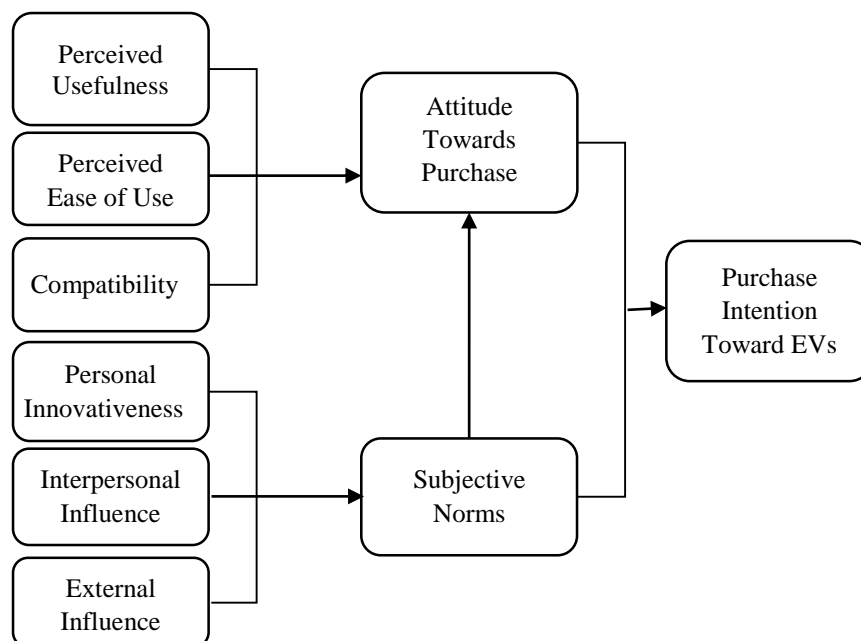 Perceived
Usefulness
Perceived
Ease of Use
Compatibility
Personal
Innovativeness
Interpersonal
Influence
External
Influence
Attitude
Towards
Purchase
Subjective
Norms
Purchase
Intention
Toward EVs